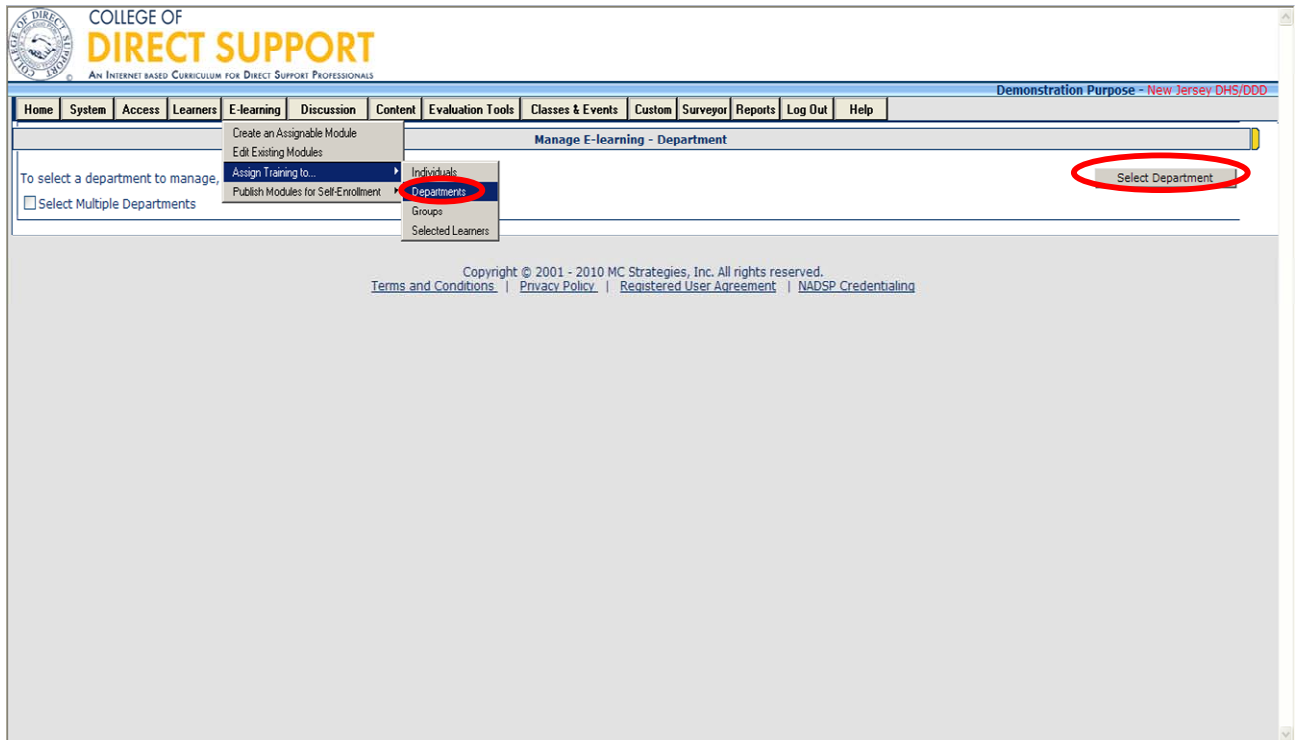 COLLEGE OF
DIRECT SUPPORT
AN INTERNET BASED CURRICULUM FOR DIRECT SUPPORT PROFESSIONALS
Demonstration Purpose - New Jersey DHS/DDD
Home System Access Learners E-learning Discussion Content Evaluation Tools Classes & Events Custom Surveyor Reports Log Out Help
Manage E-learning - Department
Create an Assignable Module
Edit Existing Modules
Assign Training to...
Publish Modules for Self-Enrollment
Individuals
Departments
Groups
Selected Learners
To select a department to manage,
Select Department
Select Multiple Departments
Copyright © 2001 - 2010 MC Strategies, Inc. All rights reserved.
Terms and Conditions | Privacy Policy | Registered User Agreement | NADSP Credentialing